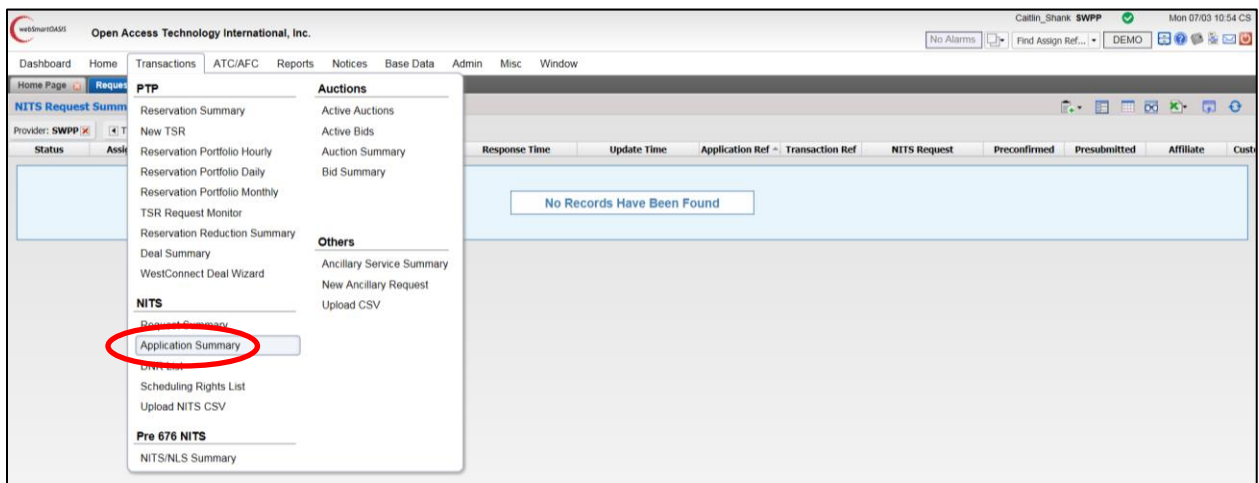 webSmartOASIS
Open Access Technology International, Inc.
Caitlin_Shank SWPP Mon 07/03 10:54 CS
No Alarms Find Assign Ref... DEMO
Dashboard Home Transactions ATC/AFC Reports Notices Base Data Admin Misc Window
Home Page Reques
NITS Request Summ
Provider: SWPP T
Status Assig Response Time Update Time Application Ref Transaction Ref NITS Request Preconfirmed Presubmitted Affiliate Custo
No Records Have Been Found
PTP
Reservation Summary
New TSR
Reservation Portfolio Hourly
Reservation Portfolio Daily
Reservation Portfolio Monthly
TSR Request Monitor
Reservation Reduction Summary
Deal Summary
WestConnect Deal Wizard
NITS
Request Summary
Application Summary
DNR List
Scheduling Rights List
Upload NITS CSV
Pre 676 NITS
NITS/NLS Summary
Auctions
Active Auctions
Active Bids
Auction Summary
Bid Summary
Others
Ancillary Service Summary
New Ancillary Request
Upload CSV